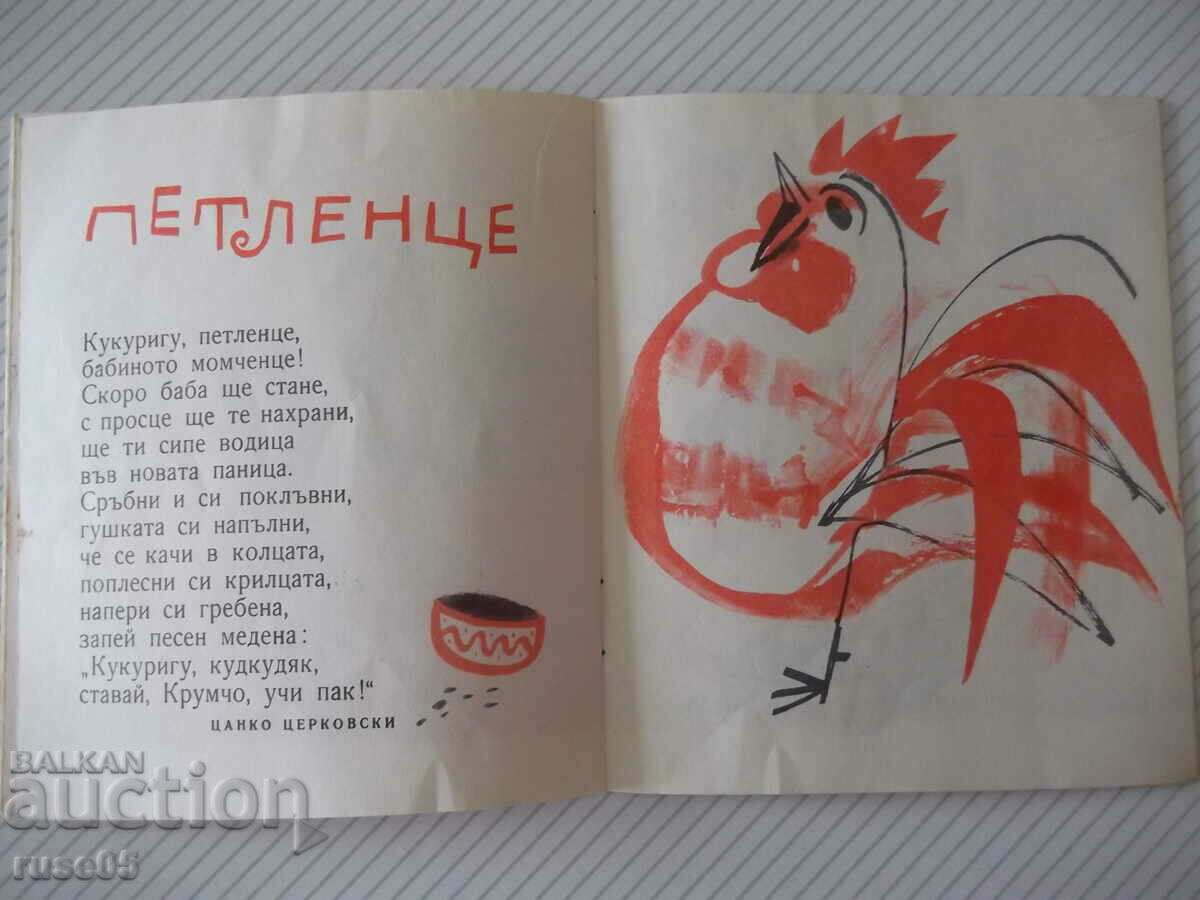 ПЕТЛЕНЦЕ
Кукуригу, петленце,
бабиното момченце!
Скоро баба ще стане,
с просце ще те нахрани,
ще ти сипе водица
във новата паница.
Сръбни и си поклъвни,
гушката си напълни,
че се качи в колцата,
поплесни си крилцата,
напери си гребена,
запей песен медена:
„Кукуригу, кудкудяк,
ставай, Крумчо, учи пак!“
ЦАНКО ЦЕРКОВСКИ
BALKAN
auction
ruse05